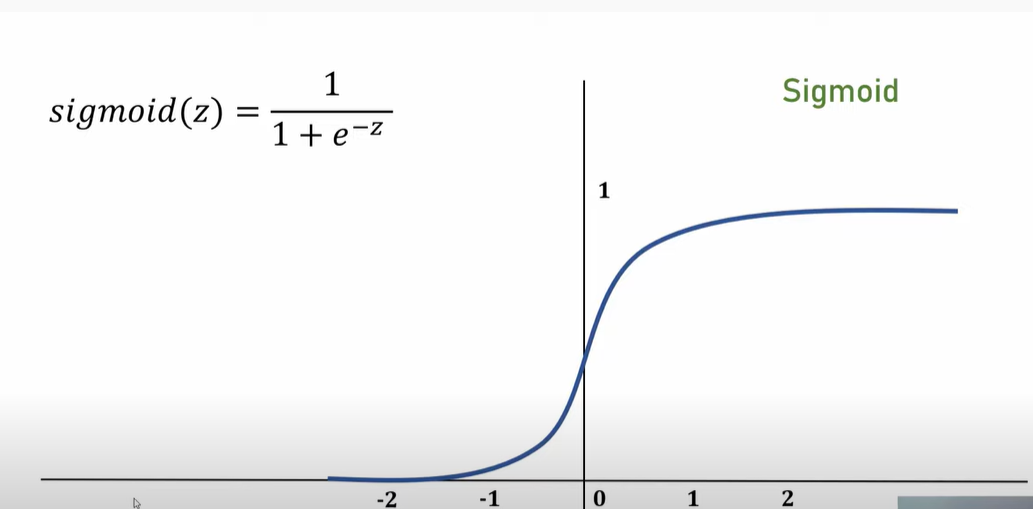 sigmoid(z) = 1 / 1 + e^−z
Sigmoid
1
-2 -1 0 1 2